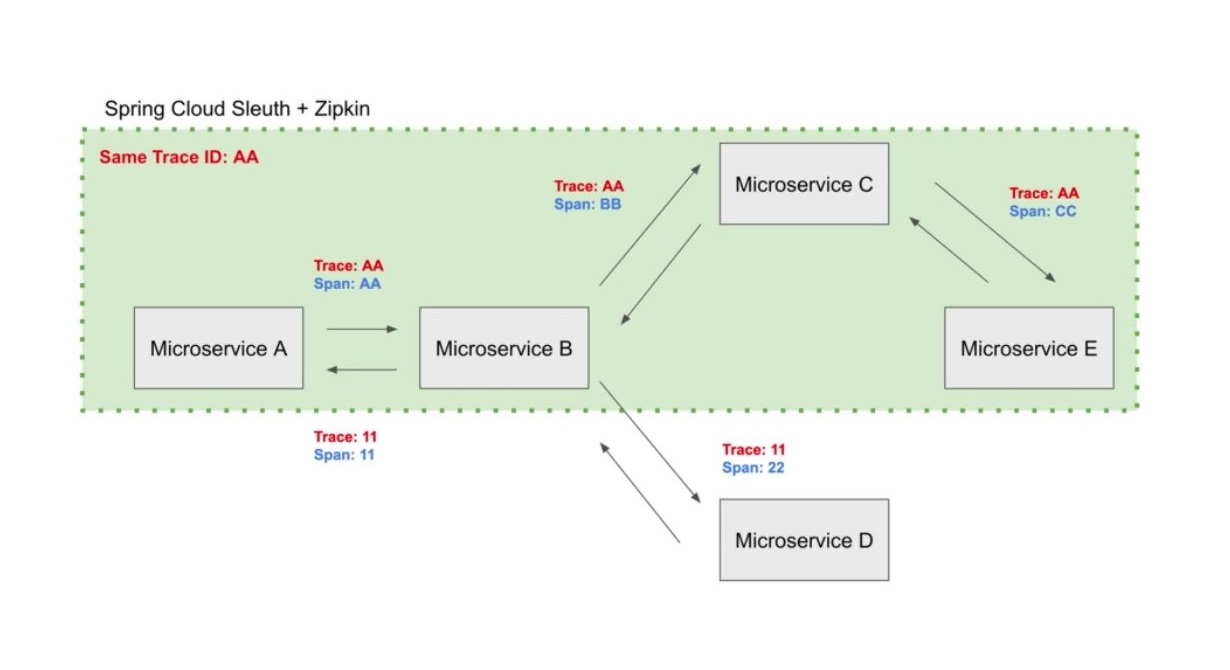 Spring Cloud Sleuth + Zipkin
Same Trace ID: AA
Trace: AA
Span: BB
Microservice C
Trace: AA
Span: CC
Trace: AA
Span: AA
Microservice A
Microservice B
Microservice E
Trace: 11
Span: 11
Trace: 11
Span: 22
Microservice D